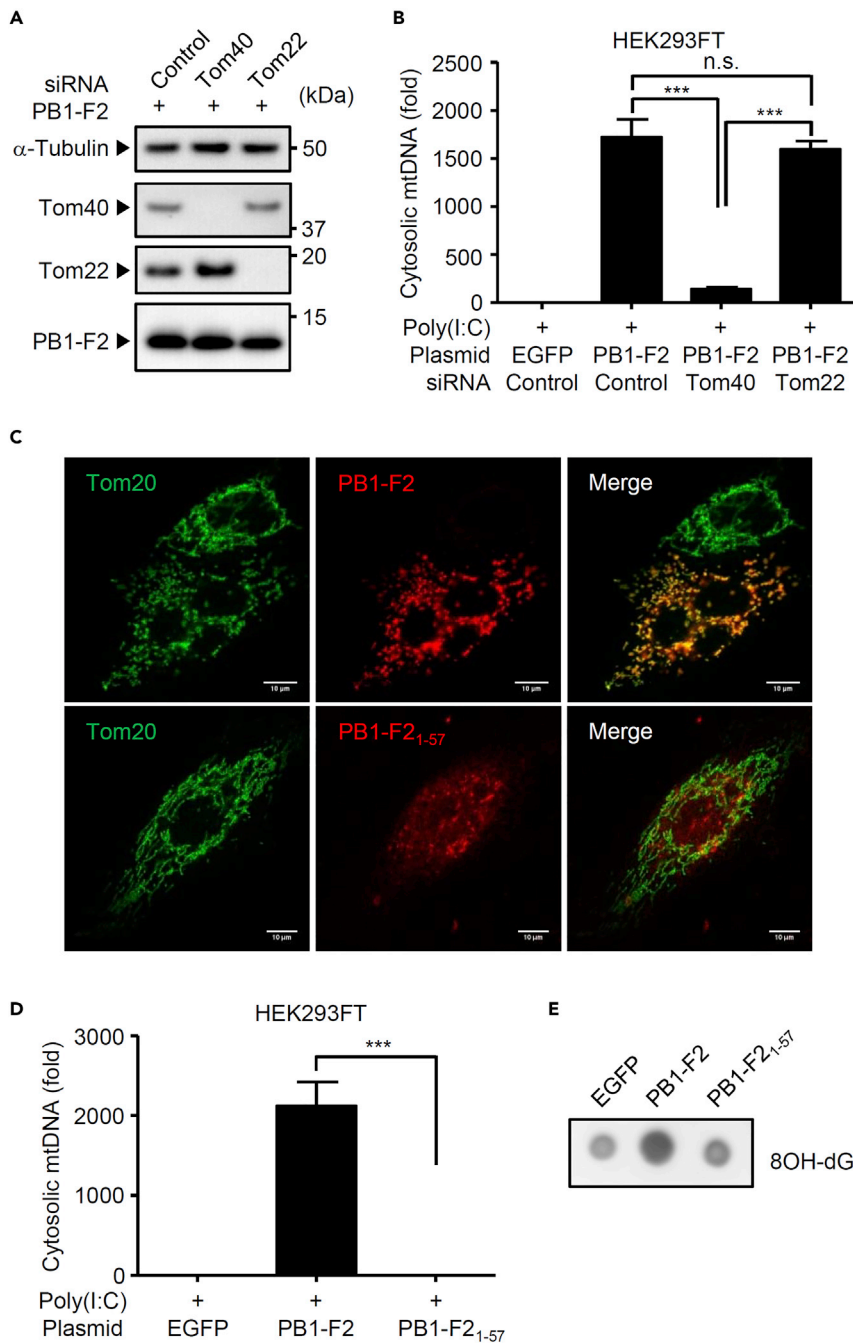 A
siRNA Control Tom40 Tom22
PB1-F2 + + + (kDa)
α-Tubulin 50
Tom40
37
Tom22 20
15
PB1-F2
B
HEK293FT
n.s.
*** ***
Cytosolic mtDNA (fold)
2500
2000
1500
1000
500
0
Poly(I:C) + + + +
Plasmid EGFP PB1-F2 PB1-F2 PB1-F2
siRNA Control Control Tom40 Tom22
C
Tom20 PB1-F2 Merge
10 μm 10 μm 10 μm
Tom20 PB1-F2₁₋₅₇ Merge
10 μm 10 μm 10 μm
D
HEK293FT
***
Cytosolic mtDNA (fold)
3000
2000
1000
0
Poly(I:C) + + +
Plasmid EGFP PB1-F2 PB1-F2₁₋₅₇
E
EGFP PB1-F2 PB1-F2₁₋₅₇
8OH-dG